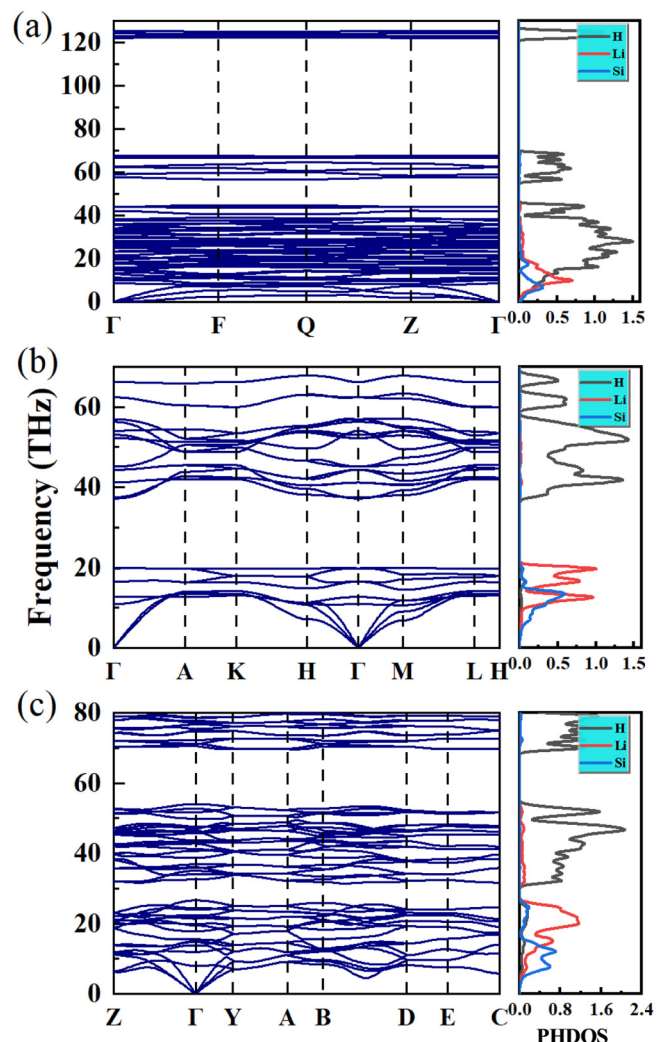 (a)
120
100
80
60
40
20
0
Γ F Q Z Γ
H
Li
Si
-0.0 0.5 1.0 1.5
(b)
Frequency (THz)
60
40
20
0
Γ A K H Γ M L H
H
Li
Si
-0.0 0.5 1.0 1.5
(c)
80
60
40
20
0
Z Γ Y A B D E C
H
Li
Si
-0.0 0.8 1.6 2.4
PHDOS